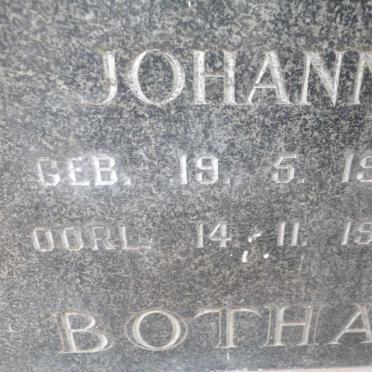 JOHANN
GEB. 19. 5. 19
OORL. 14. 11. 19
BOTHA